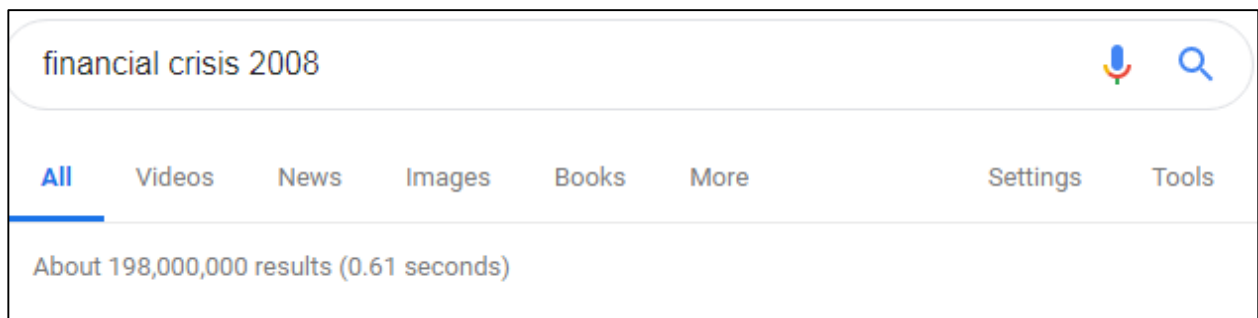 financial crisis 2008
All Videos News Images Books More Settings Tools
About 198,000,000 results (0.61 seconds)